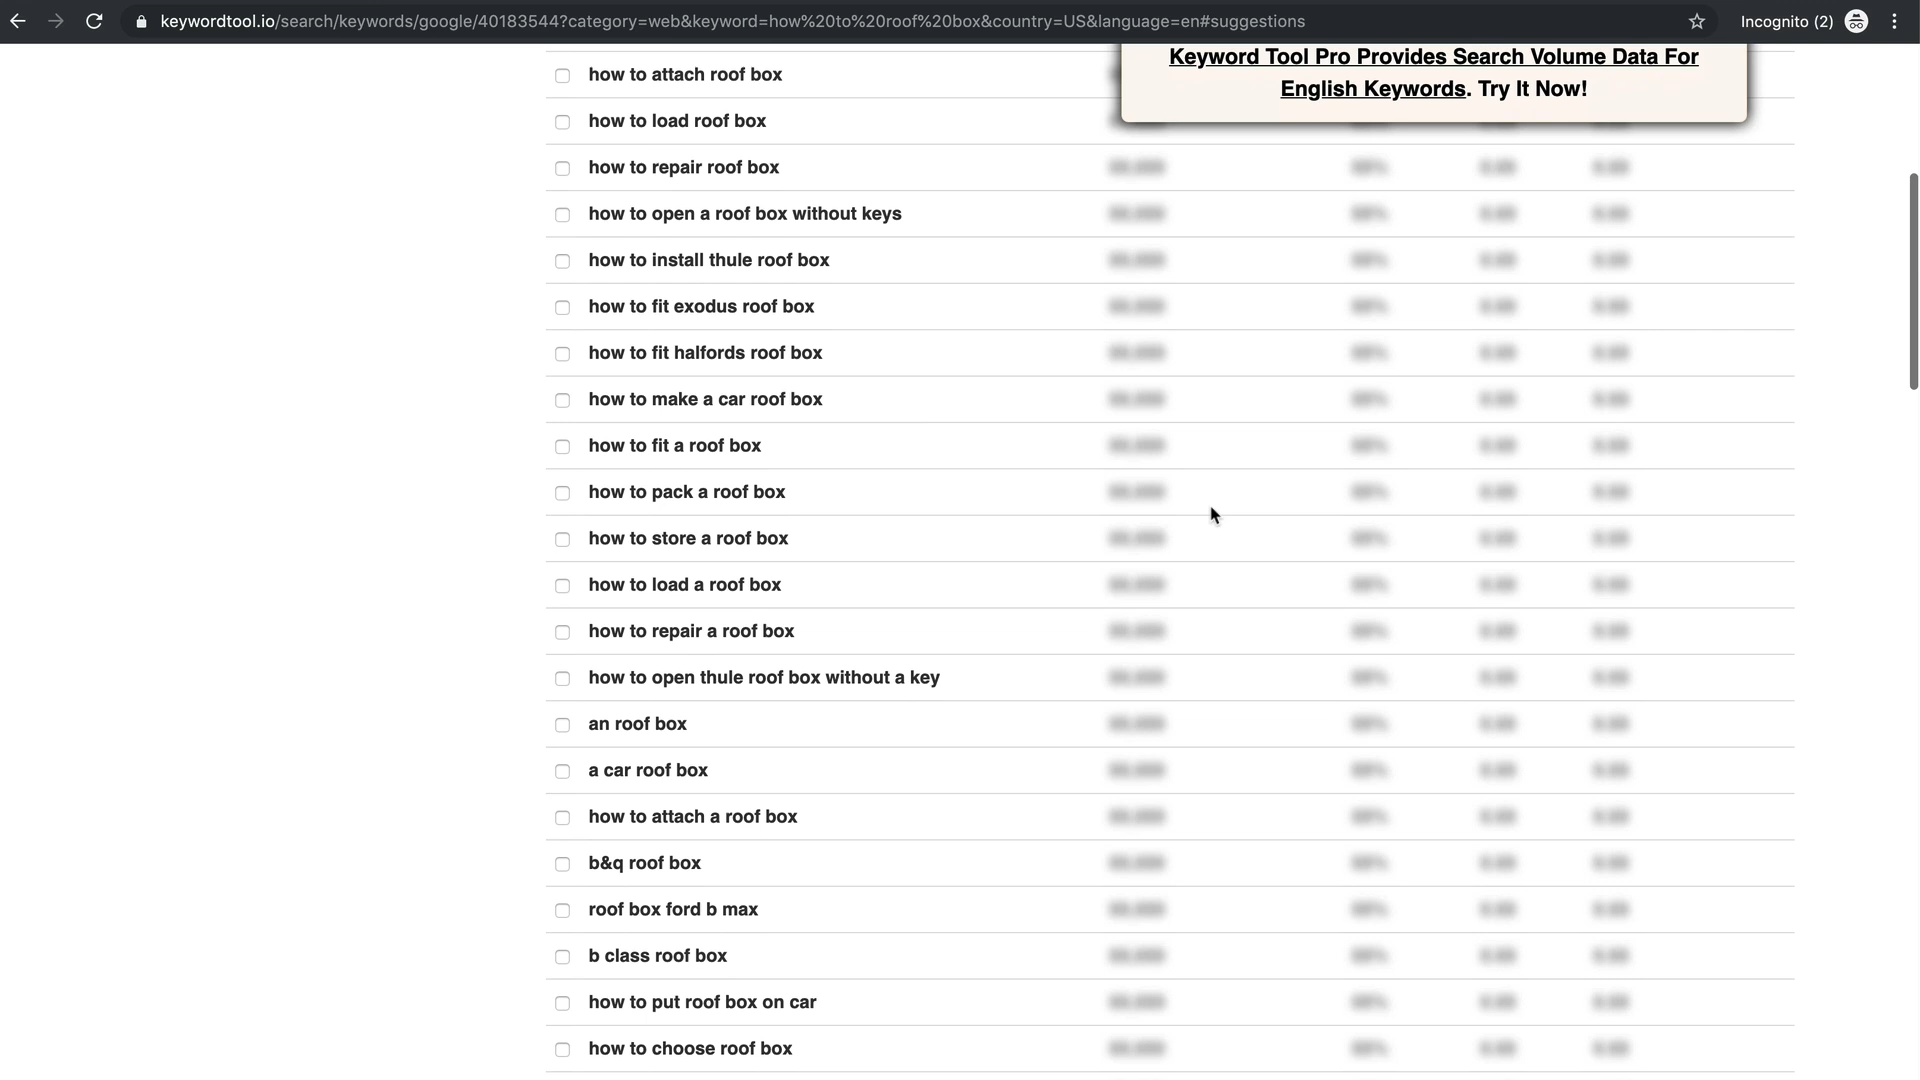 keywordtool.io/search/keywords/google/40183544?category=web&keyword=how%20to%20roof%20box&country=US&language=en#suggestions
Incognito (2)
Keyword Tool Pro Provides Search Volume Data For
English Keywords. Try It Now!
how to attach roof box
how to load roof box
how to repair roof box
how to open a roof box without keys
how to install thule roof box
how to fit exodus roof box
how to fit halfords roof box
how to make a car roof box
how to fit a roof box
how to pack a roof box
how to store a roof box
how to load a roof box
how to repair a roof box
how to open thule roof box without a key
an roof box
a car roof box
how to attach a roof box
b&q roof box
roof box ford b max
b class roof box
how to put roof box on car
how to choose roof box